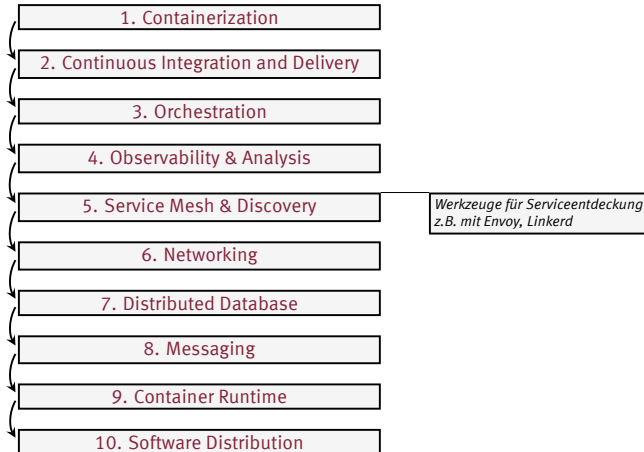 1. Containerization
2. Continuous Integration and Delivery
3. Orchestration
4. Observability & Analysis
5. Service Mesh & Discovery
Werkzeuge für Serviceentdeckung
z.B. mit Envoy, Linkerd
6. Networking
7. Distributed Database
8. Messaging
9. Container Runtime
10. Software Distribution